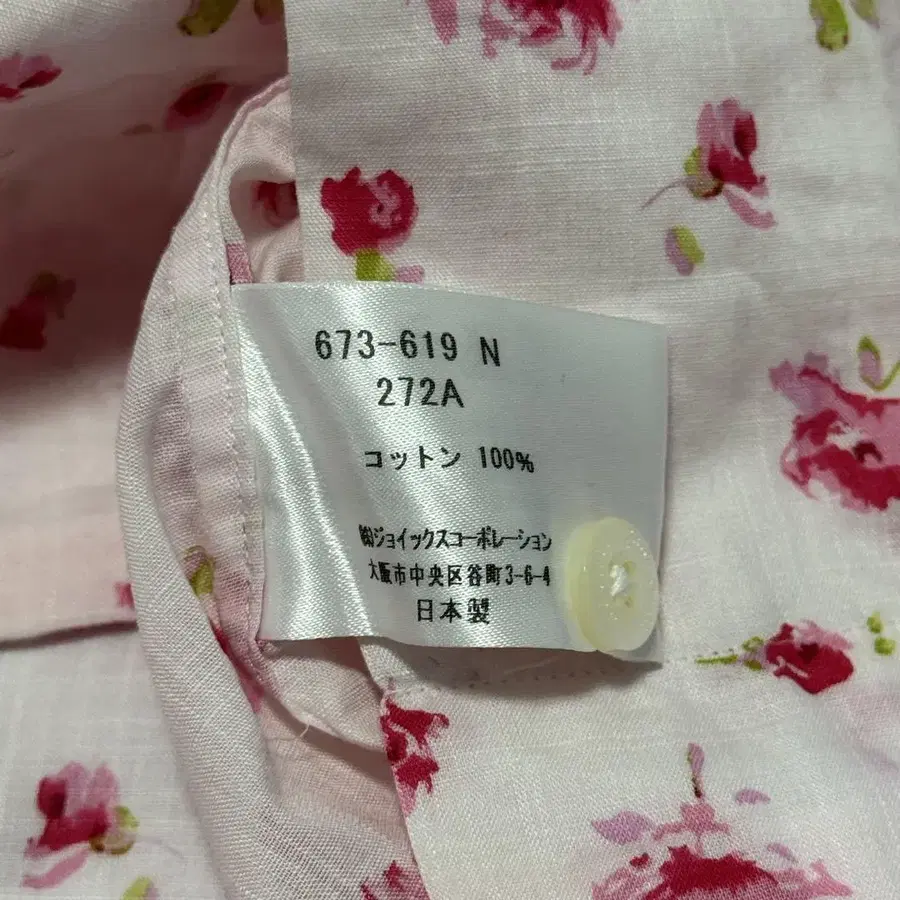 673-619 N
272A
コットン 100%
㈱ジョイックスコーポレーション
大阪市中央区谷町3-6-4
日本製